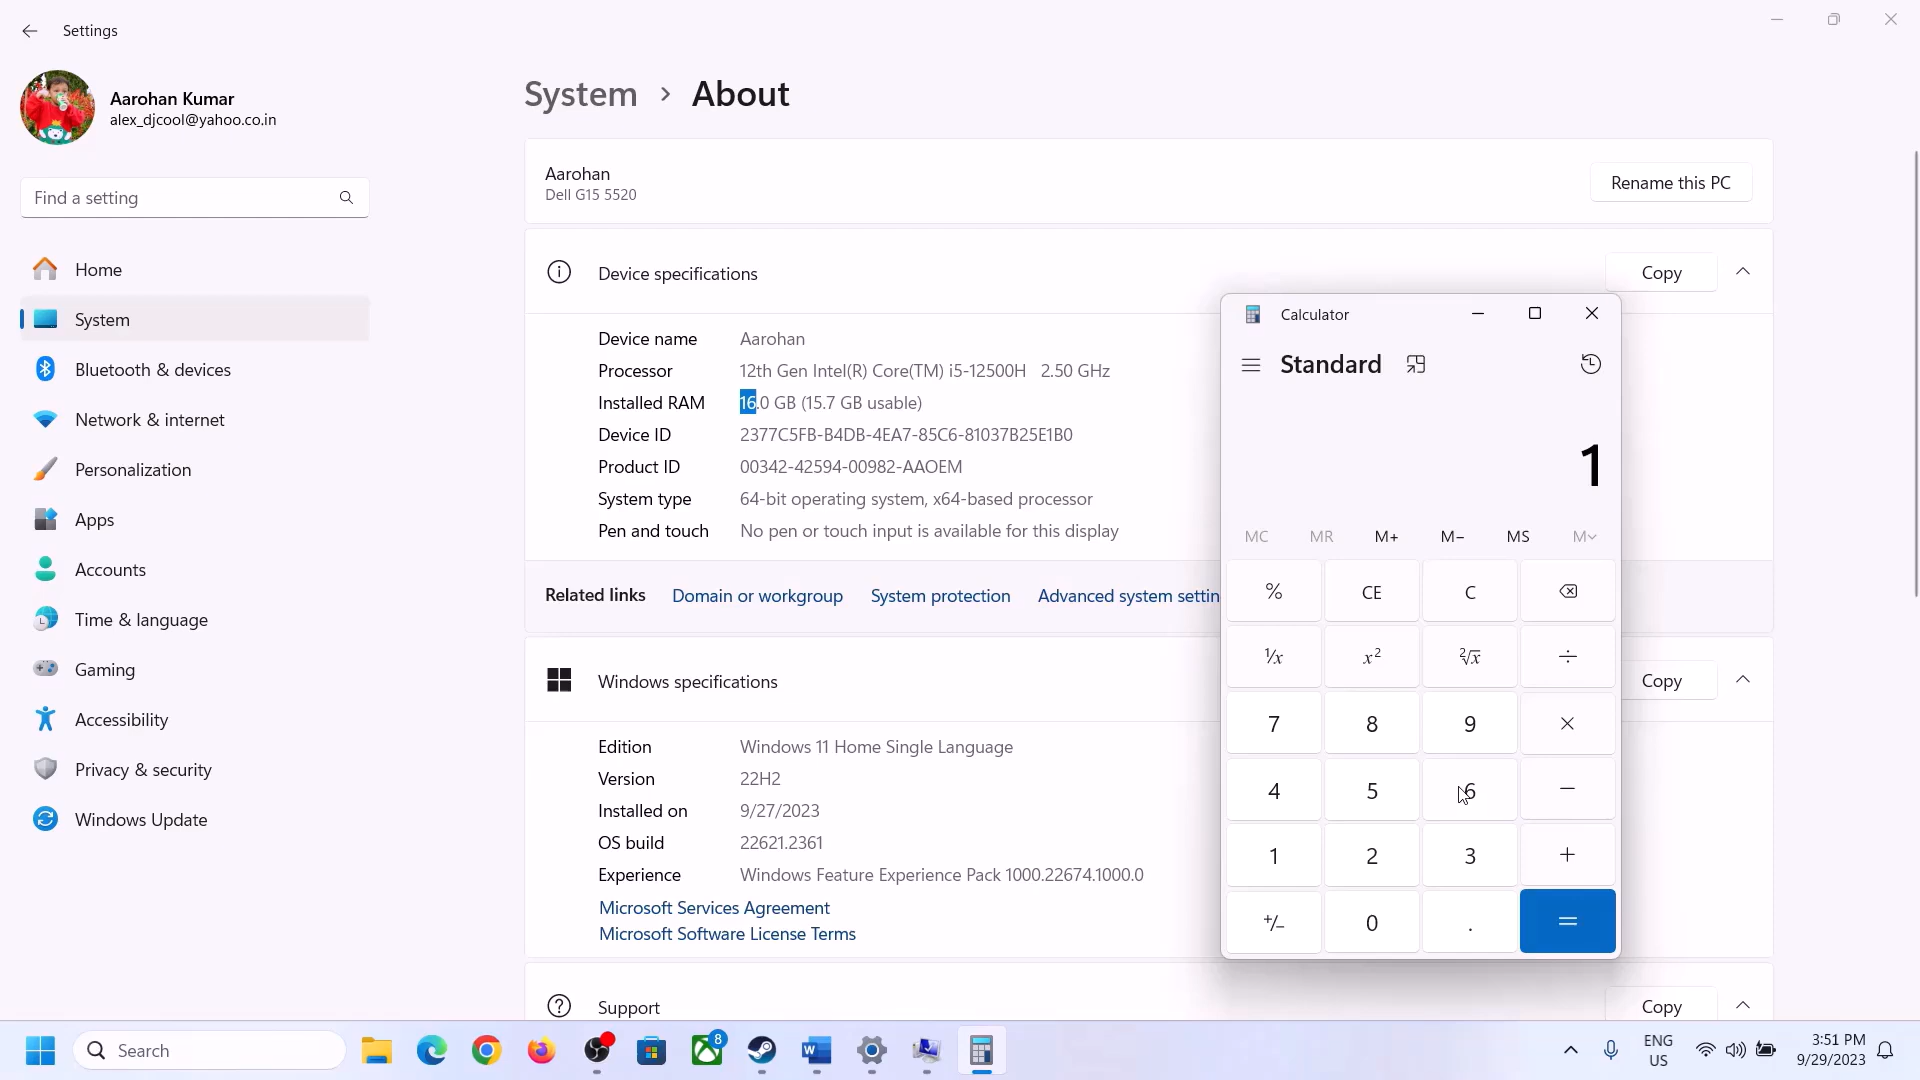 Settings
Aarohan Kumar
alex_djcool@yahoo.co.in
Find a setting
Home
System
Bluetooth & devices
Network & internet
Personalization
Apps
Accounts
Time & language
Gaming
Accessibility
Privacy & security
Windows Update
System > About
Aarohan
Dell G15 5520
Rename this PC
Device specifications
Copy
Device name Aarohan
Processor 12th Gen Intel(R) Core(TM) i5-12500H 2.50 GHz
Installed RAM 16.0 GB (15.7 GB usable)
Device ID 2377C5FB-B4DB-4EA7-85C6-81037B25E1B0
Product ID 00342-42594-00982-AAOEM
System type 64-bit operating system, x64-based processor
Pen and touch No pen or touch input is available for this display
Related links Domain or workgroup System protection Advanced system settin
Windows specifications
Copy
Edition Windows 11 Home Single Language
Version 22H2
Installed on 9/27/2023
OS build 22621.2361
Experience Windows Feature Experience Pack 1000.22674.1000.0
Microsoft Services Agreement
Microsoft Software License Terms
Support
Copy
Calculator
Standard
1
MC MR M+ M− MS M
% CE C
⅟x x² ²√x ÷
7 8 9 ×
4 5 6 −
1 2 3 +
+/− 0 . =
Search
8
ENG
US
3:51 PM
9/29/2023